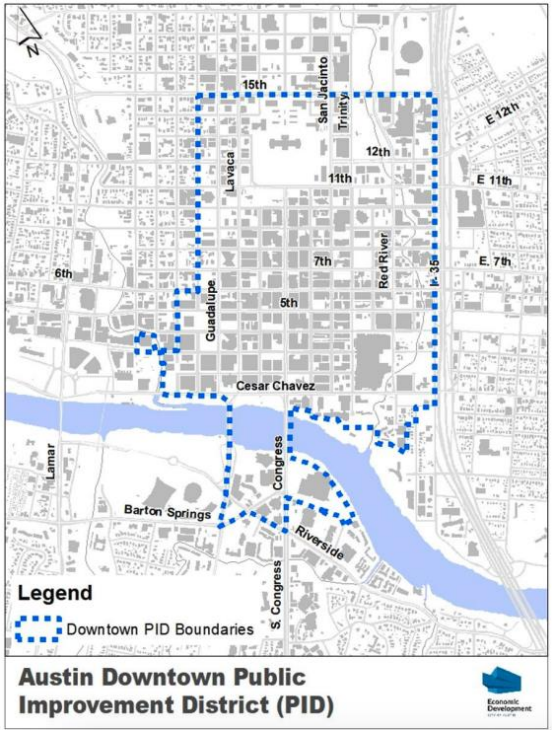 N
15th
San Jacinto
Trinity
E 12th
12th
Lavaca
11th
E 11th
Red River
7th
I- 35
E. 7th
6th
Guadalupe
5th
Cesar Chavez
Lamar
Congress
Barton Springs
Riverside
S. Congress
Legend
Downtown PID Boundaries
Austin Downtown Public
Improvement District (PID)
Economic
Development